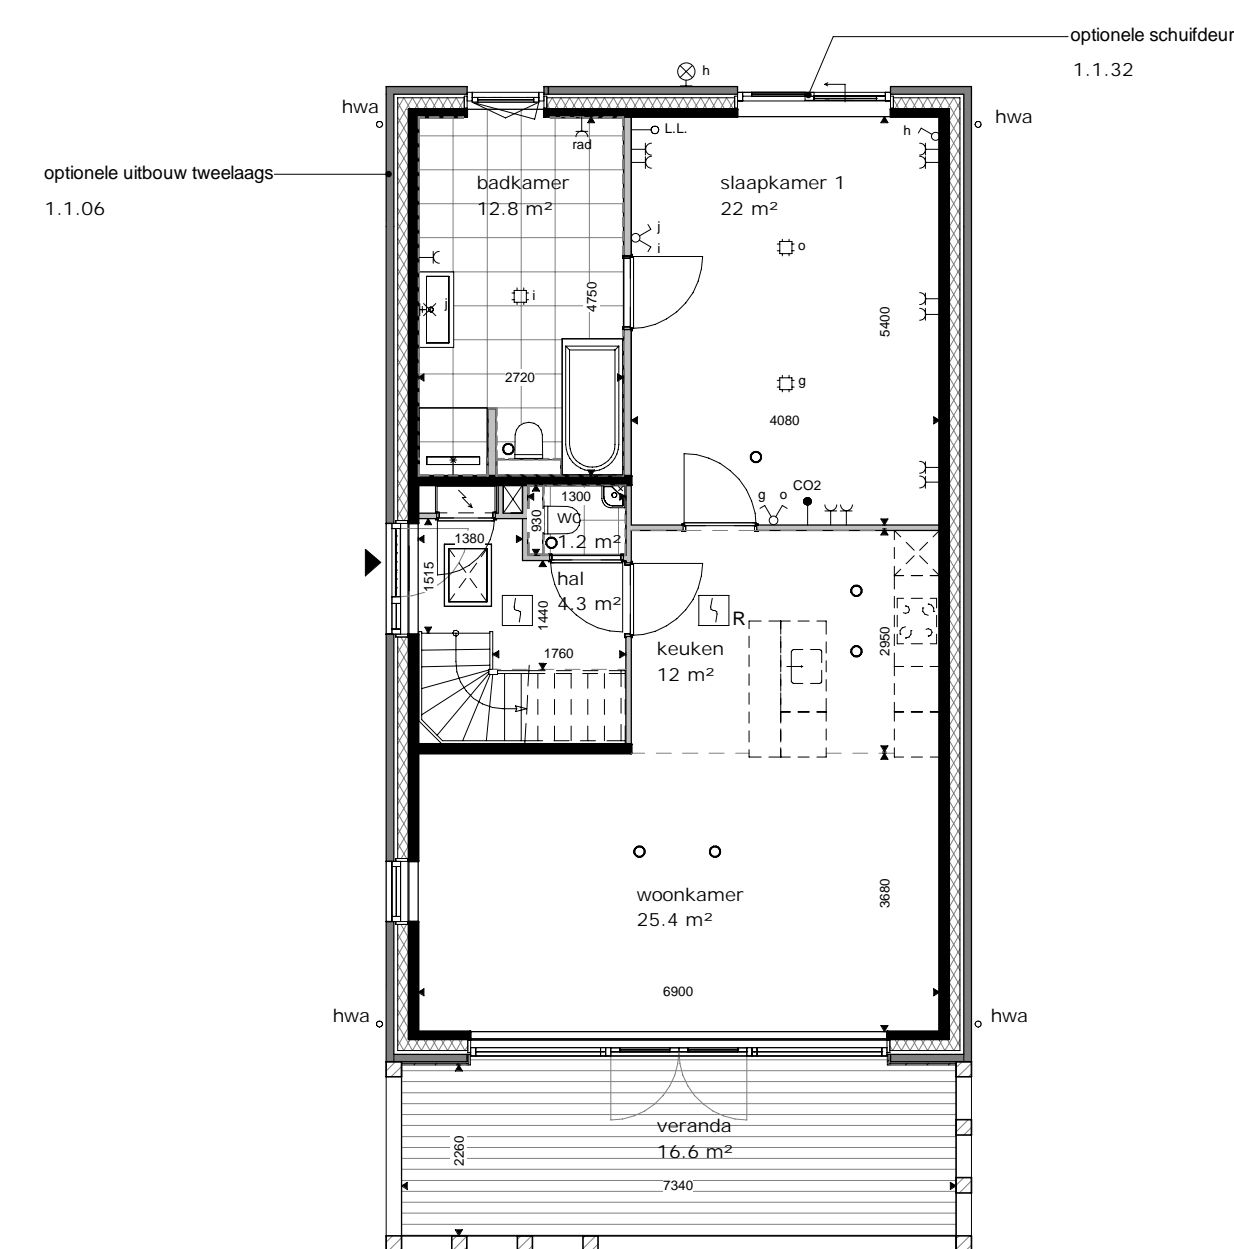 optionele schuifdeur
1.1.32
h
hwa
hwa
L.L.
h
rad
optionele uitbouw tweelaags
1.1.06
badkamer
12.8 m²
slaapkamer 1
22 m²
j
i
o
i
j
4750
5400
2720
g
4080
CO2
g
o
1300
930
WC
1.2 m²
1380
1515
hal
4.3 m²
1440
R
2950
keuken
12 m²
1760
woonkamer
25.4 m²
3680
6900
hwa
hwa
veranda
16.6 m²
2260
7340